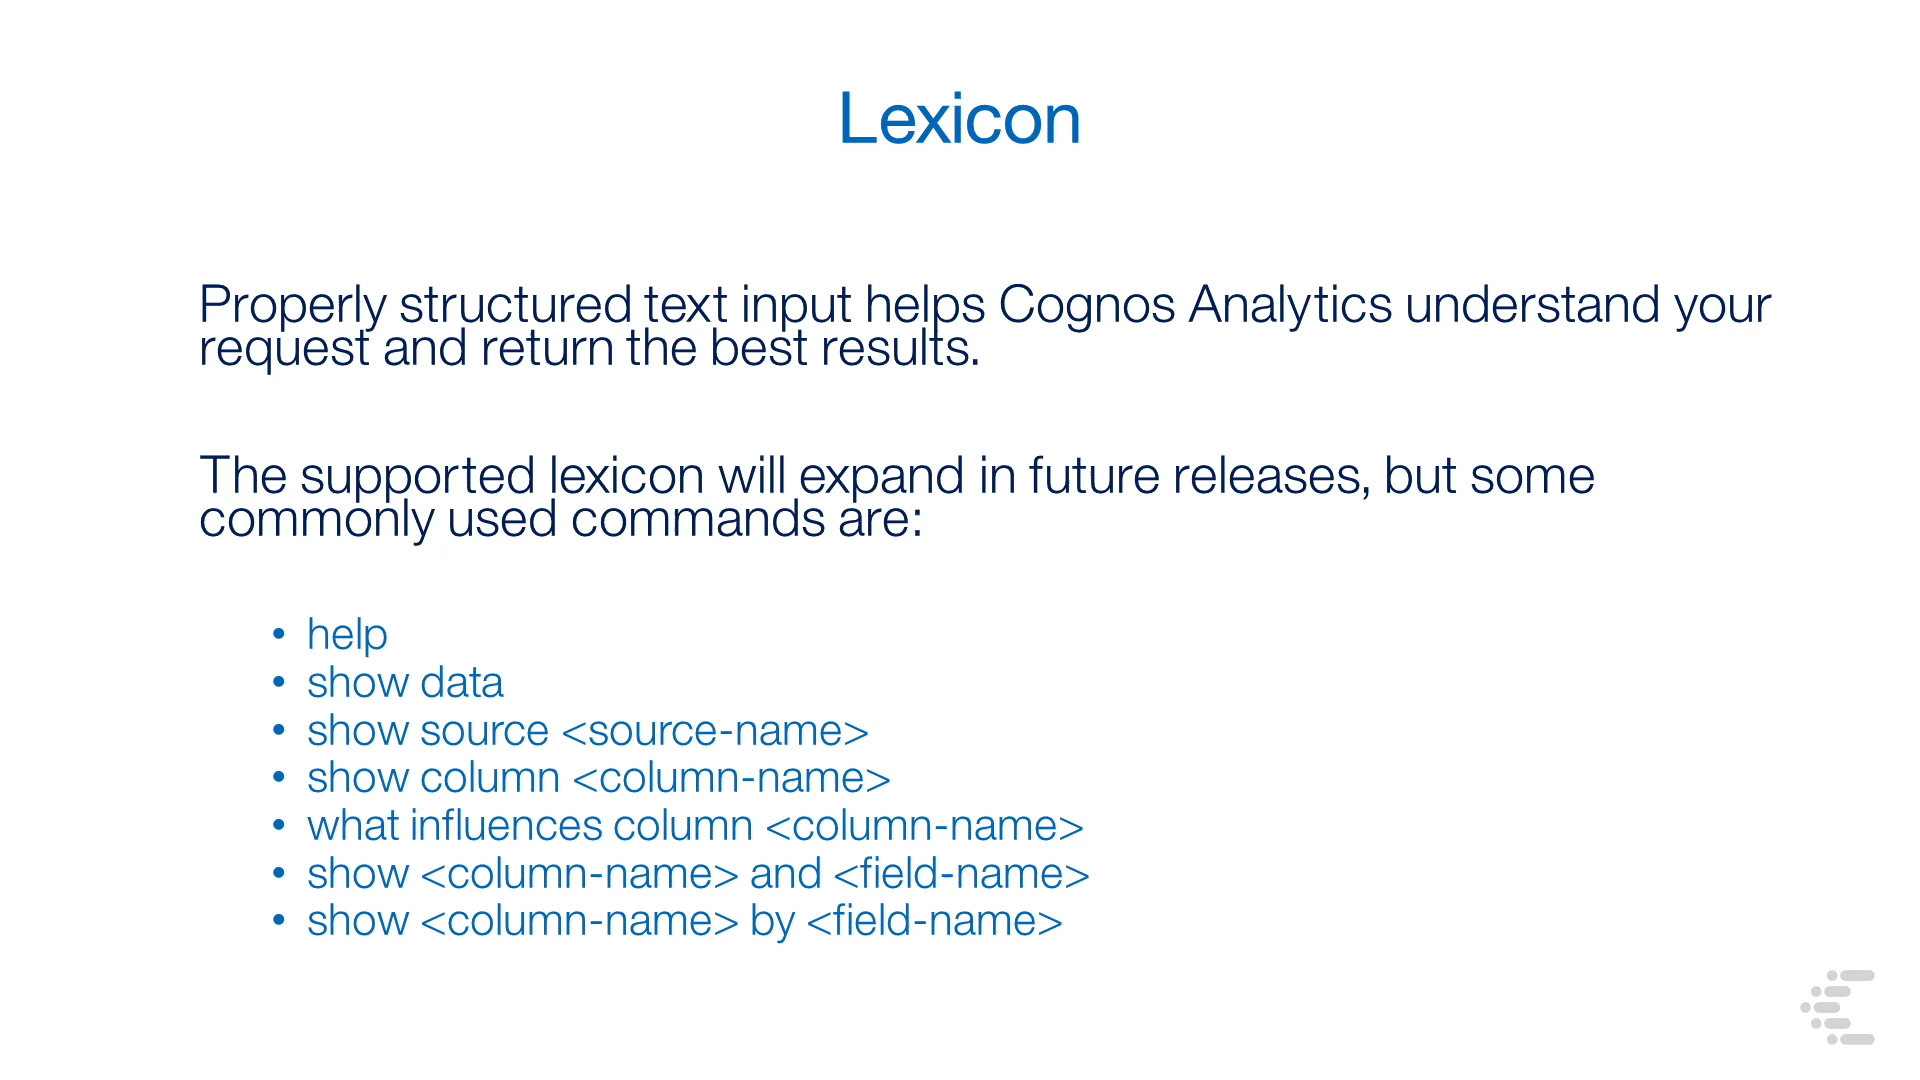 Lexicon
Properly structured text input helps Cognos Analytics understand your
request and return the best results.
The supported lexicon will expand in future releases, but some
commonly used commands are:
• help
• show data
• show source <source-name>
• show column <column-name>
• what influences column <column-name>
• show <column-name> and <field-name>
• show <column-name> by <field-name>